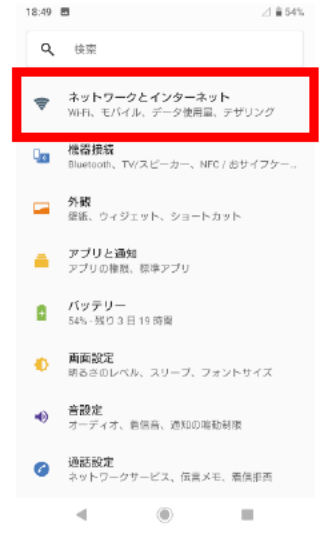 18:49 54%
検索
ネットワークとインターネット
Wi-Fi、モバイル、データ使用量、テザリング
機器接続
Bluetooth、TV/スピーカー、NFC / おサイフケー...
外観
壁紙、ウィジェット、ショートカット
アプリと通知
アプリの権限、標準アプリ
バッテリー
54% - 残り 3 日 19 時間
画面設定
明るさのレベル、スリープ、フォントサイズ
音設定
オーディオ、着信音、通知の鳴動制限
通話設定
ネットワークサービス、伝言メモ、着信拒否